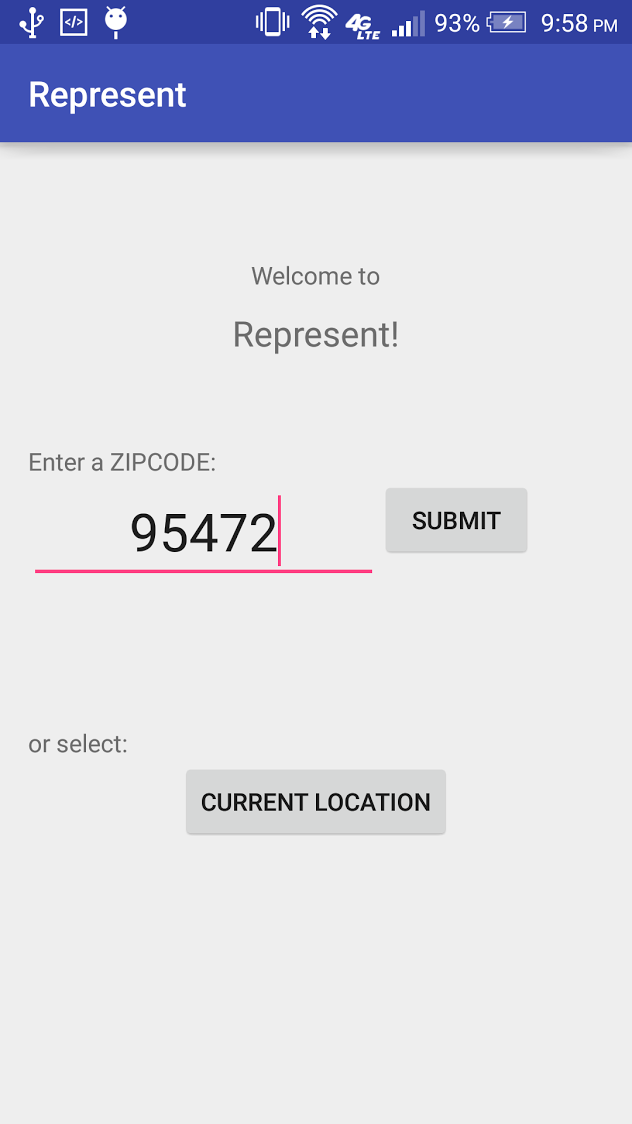 4G LTE 93% 9:58 PM
Represent
Welcome to
Represent!
Enter a ZIPCODE:
95472 SUBMIT
or select:
CURRENT LOCATION